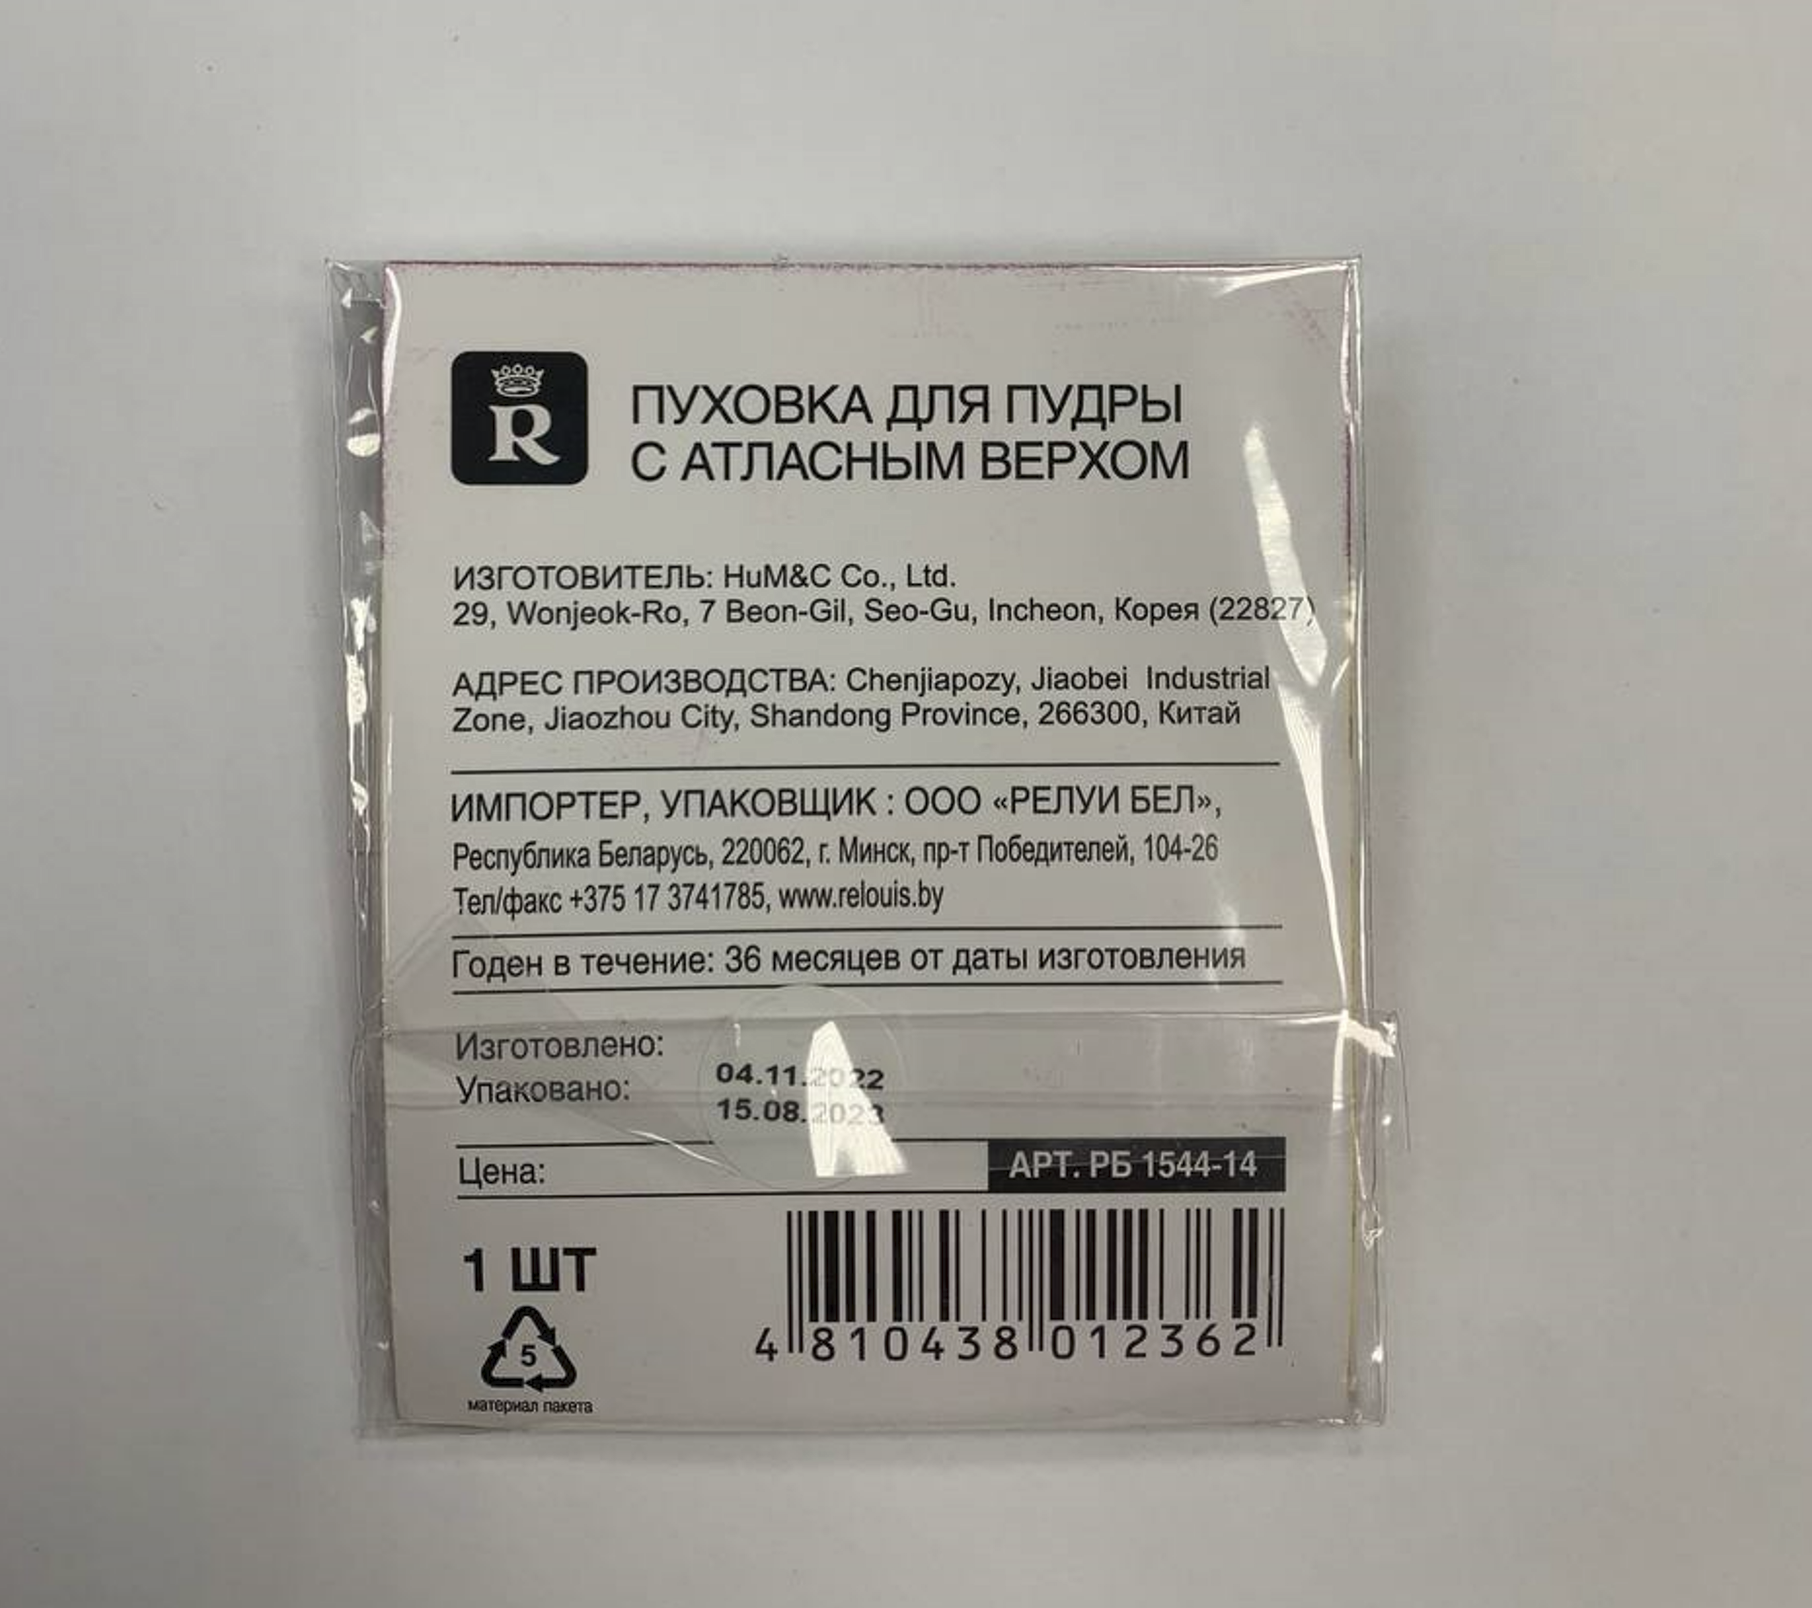 R
ПУХОВКА ДЛЯ ПУДРЫ
С АТЛАСНЫМ ВЕРХОМ
ИЗГОТОВИТЕЛЬ: HuM&C Co., Ltd.
29, Wonjeok-Ro, 7 Beon-Gil, Seo-Gu, Incheon, Корея (22827)
АДРЕС ПРОИЗВОДСТВА: Chenjiapozy, Jiaobei Industrial
Zone, Jiaozhou City, Shandong Province, 266300, Китай
ИМПОРТЕР, УПАКОВЩИК : ООО «РЕЛУИ БЕЛ»,
Республика Беларусь, 220062, г. Минск, пр-т Победителей, 104-26
Тел/факс +375 17 3741785, www.relouis.by
Годен в течение: 36 месяцев от даты изготовления
Изготовлено:
04.11.2022
Упаковано:
15.08.2023
Цена:
АРТ. РБ 1544-14
1 ШТ
5
материал пакета
4 810438 012362